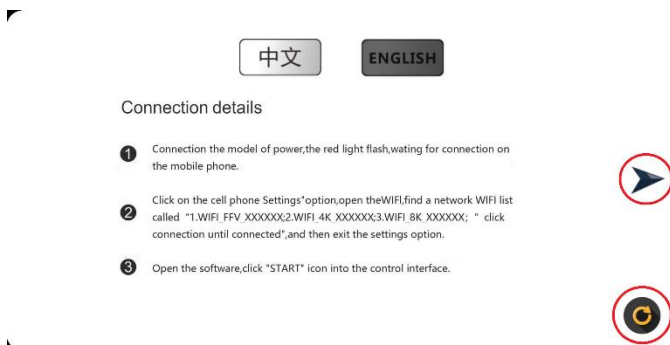 中文
ENGLISH
Connection details
1 Connection the model of power,the red light flash,wating for connection on
the mobile phone.
2 Click on the cell phone Settings"option,open theWIFI,find a network WIFI list
called "1.WIFI_FFV_XXXXXX;2.WIFI_4K_XXXXXX;3.WIFI_8K_XXXXXX; " click
connection until connected",and then exit the settings option.
3 Open the software,click "START" icon into the control interface.